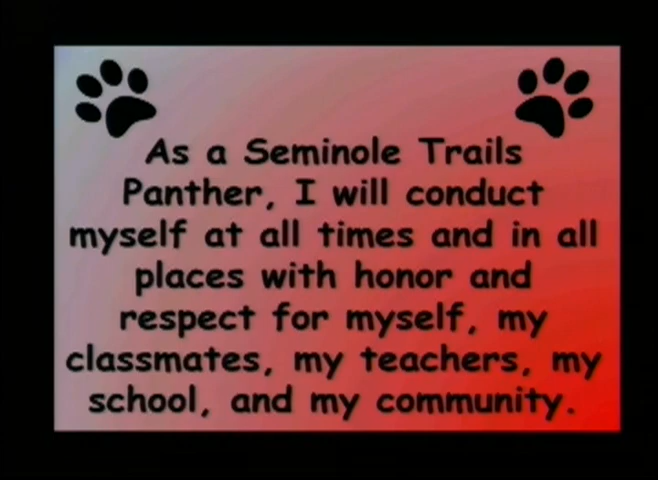 As a Seminole Trails
Panther, I will conduct
myself at all times and in all
places with honor and
respect for myself, my
classmates, my teachers, my
school, and my community.